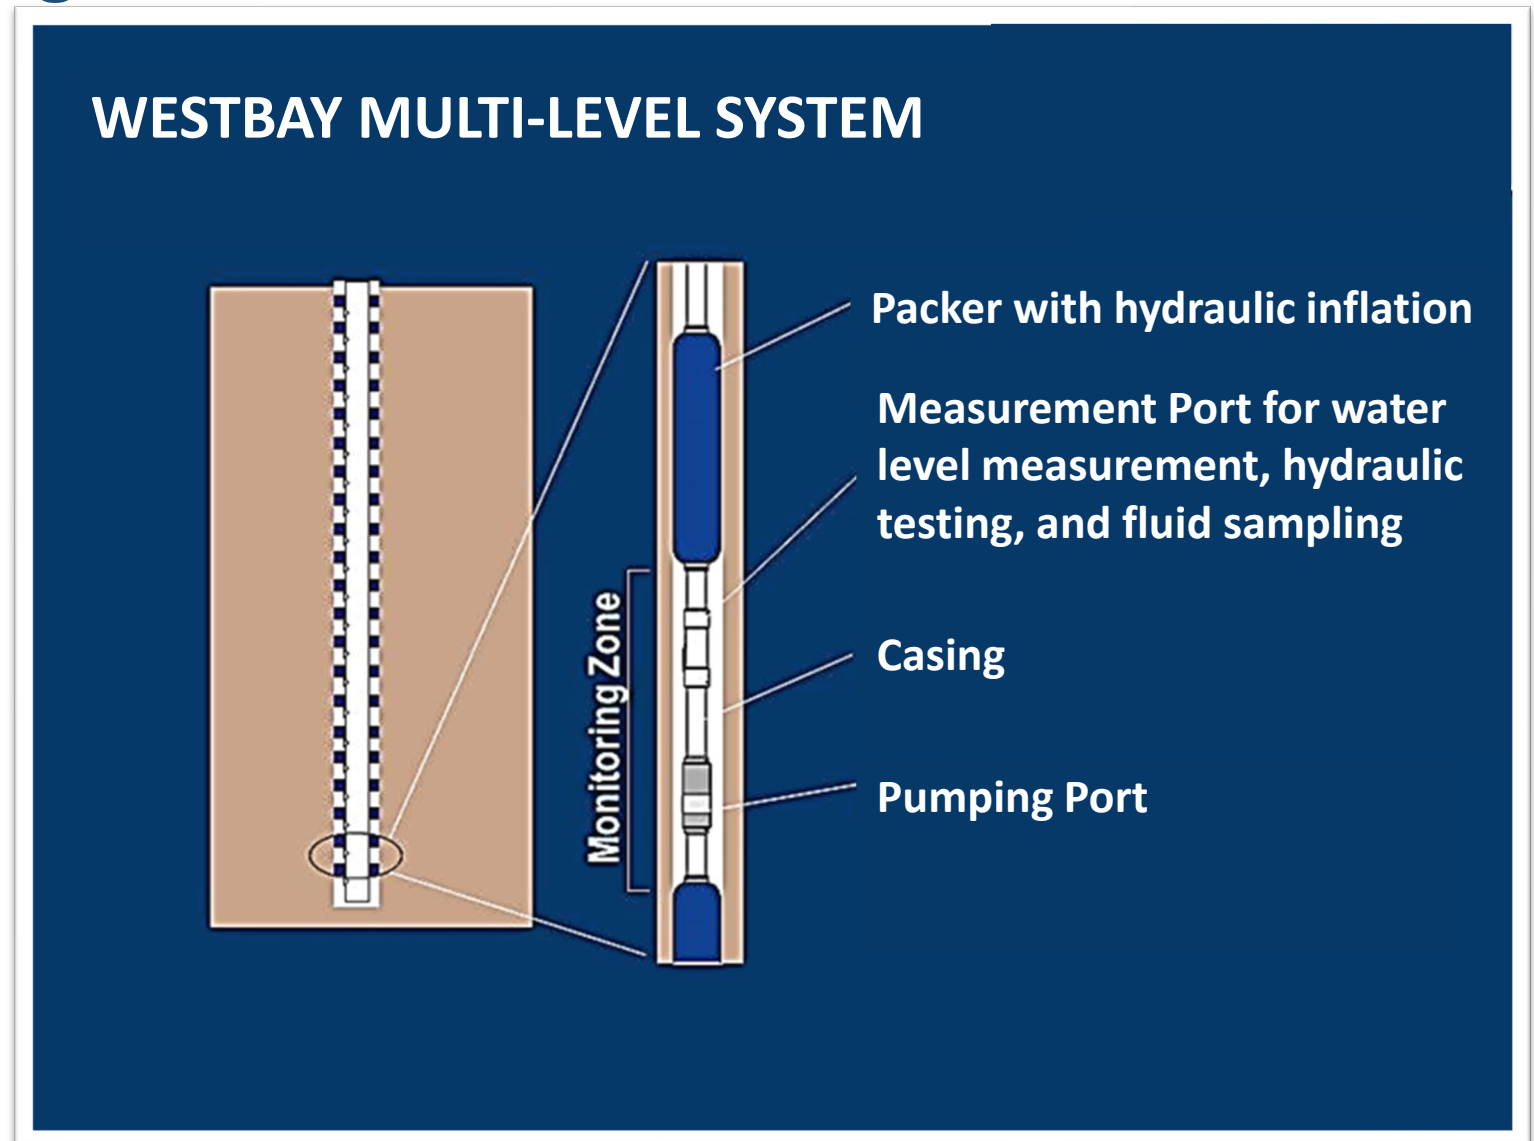 WESTBAY MULTI-LEVEL SYSTEM
Packer with hydraulic inflation
Measurement Port for water
level measurement, hydraulic
testing, and fluid sampling
Monitoring Zone
Casing
Pumping Port